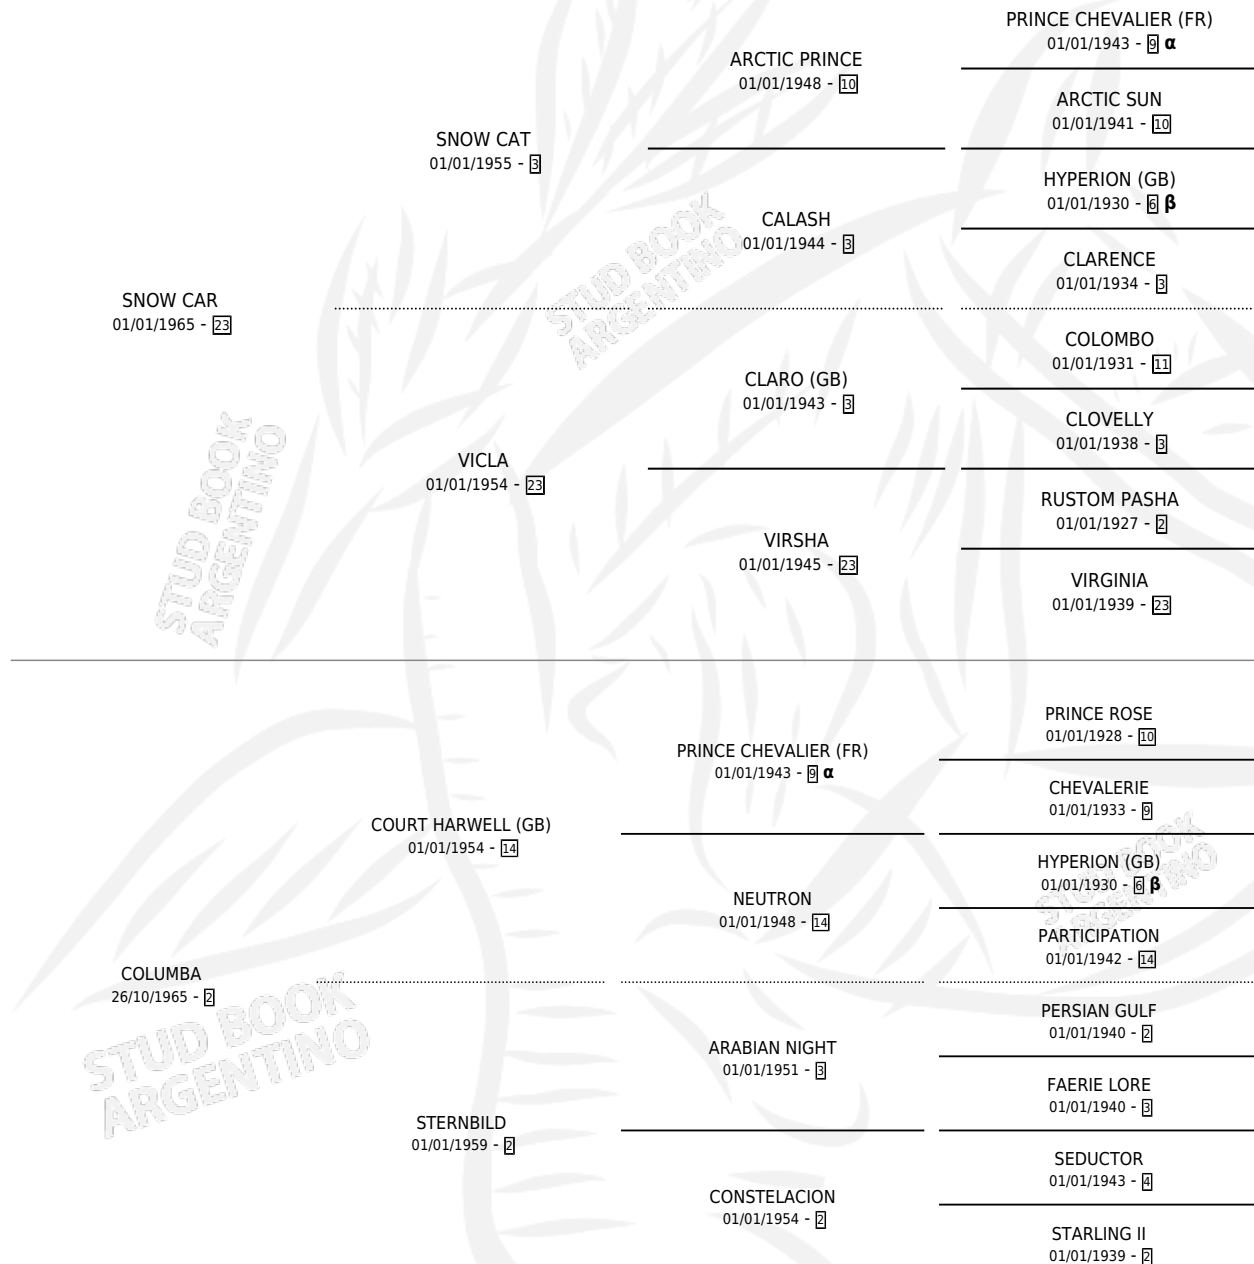 PRINCE CHEVALIER (FR)
01/01/1943 - 9 α
ARCTIC PRINCE
01/01/1948 - 10
ARCTIC SUN
01/01/1941 - 10
SNOW CAT
01/01/1955 - 3
HYPERION (GB)
01/01/1930 - 6 β
CALASH
01/01/1944 - 3
CLARENCE
01/01/1934 - 3
SNOW CAR
01/01/1965 - 23
COLOMBO
01/01/1931 - 11
CLARO (GB)
01/01/1943 - 3
CLOVELLY
01/01/1938 - 3
VICLA
01/01/1954 - 23
RUSTOM PASHA
01/01/1927 - 2
VIRSHA
01/01/1945 - 23
VIRGINIA
01/01/1939 - 23
PRINCE ROSE
01/01/1928 - 10
PRINCE CHEVALIER (FR)
01/01/1943 - 9 α
CHEVALERIE
01/01/1933 - 9
COURT HARWELL (GB)
01/01/1954 - 14
HYPERION (GB)
01/01/1930 - 6 β
NEUTRON
01/01/1948 - 14
PARTICIPATION
01/01/1942 - 14
COLUMBA
26/10/1965 - 2
PERSIAN GULF
01/01/1940 - 2
ARABIAN NIGHT
01/01/1951 - 3
FAERIE LORE
01/01/1940 - 3
STERNBILD
01/01/1959 - 2
SEDUCTOR
01/01/1943 - 4
CONSTELACION
01/01/1954 - 2
STARLING II
01/01/1939 - 2
STUD BOOK
ARGENTINO
STUD BOOK
ARGENTINO
STUD BOOK
ARGENTINO
STUD BOOK
ARGENTINO